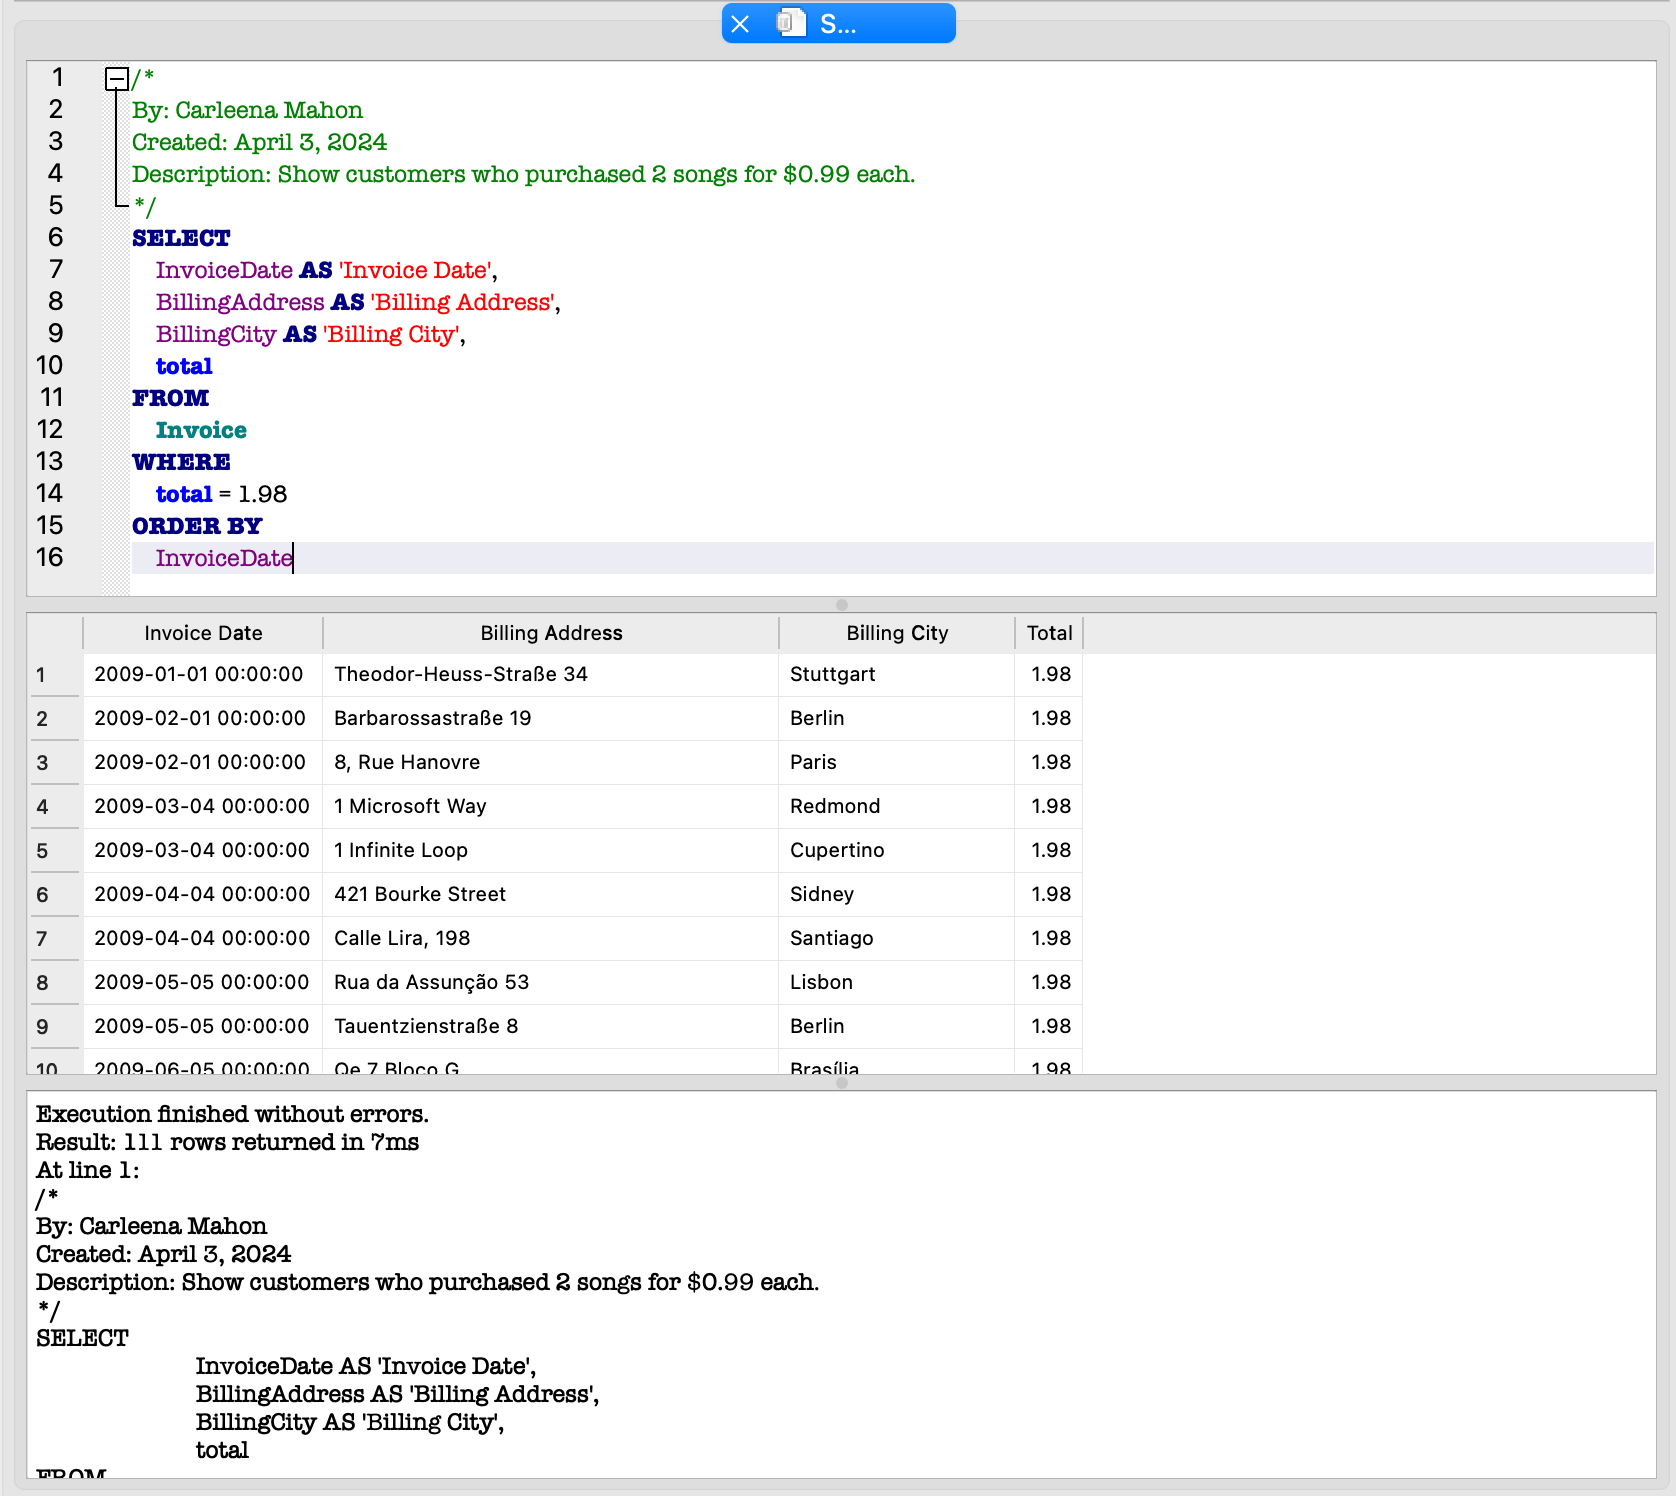 S...
1 /*
2 By: Carleena Mahon
3 Created: April 3, 2024
4 Description: Show customers who purchased 2 songs for $0.99 each.
5 */
6 SELECT
7 InvoiceDate AS 'Invoice Date',
8 BillingAddress AS 'Billing Address',
9 BillingCity AS 'Billing City',
10 total
11 FROM
12 Invoice
13 WHERE
14 total = 1.98
15 ORDER BY
16 InvoiceDate
Invoice Date Billing Address Billing City Total
1 2009-01-01 00:00:00 Theodor-Heuss-Straße 34 Stuttgart 1.98
2 2009-02-01 00:00:00 Barbarossastraße 19 Berlin 1.98
3 2009-02-01 00:00:00 8, Rue Hanovre Paris 1.98
4 2009-03-04 00:00:00 1 Microsoft Way Redmond 1.98
5 2009-03-04 00:00:00 1 Infinite Loop Cupertino 1.98
6 2009-04-04 00:00:00 421 Bourke Street Sidney 1.98
7 2009-04-04 00:00:00 Calle Lira, 198 Santiago 1.98
8 2009-05-05 00:00:00 Rua da Assunção 53 Lisbon 1.98
9 2009-05-05 00:00:00 Tauentzienstraße 8 Berlin 1.98
10 2009-06-05 00:00:00 Qe 7 Bloco G Brasília 1.98
Execution finished without errors.
Result: 111 rows returned in 7ms
At line 1:
/*
By: Carleena Mahon
Created: April 3, 2024
Description: Show customers who purchased 2 songs for $0.99 each.
*/
SELECT
InvoiceDate AS 'Invoice Date',
BillingAddress AS 'Billing Address',
BillingCity AS 'Billing City',
total
FROM